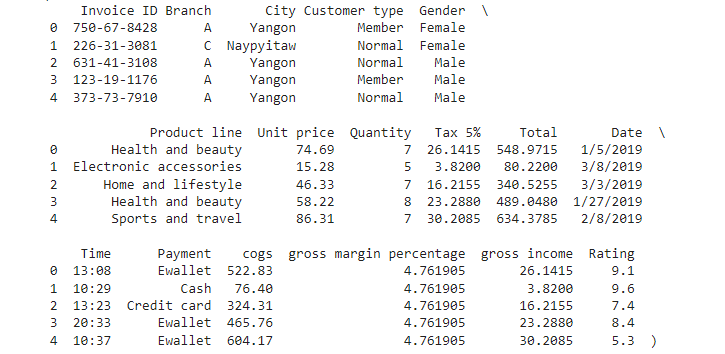 Invoice ID Branch City Customer type Gender \
0 750-67-8428 A Yangon Member Female
1 226-31-3081 C Naypyitaw Normal Female
2 631-41-3108 A Yangon Normal Male
3 123-19-1176 A Yangon Member Male
4 373-73-7910 A Yangon Normal Male
Product line Unit price Quantity Tax 5% Total Date \
0 Health and beauty 74.69 7 26.1415 548.9715 1/5/2019
1 Electronic accessories 15.28 5 3.8200 80.2200 3/8/2019
2 Home and lifestyle 46.33 7 16.2155 340.5255 3/3/2019
3 Health and beauty 58.22 8 23.2880 489.0480 1/27/2019
4 Sports and travel 86.31 7 30.2085 634.3785 2/8/2019
Time Payment cogs gross margin percentage gross income Rating
0 13:08 Ewallet 522.83 4.761905 26.1415 9.1
1 10:29 Cash 76.40 4.761905 3.8200 9.6
2 13:23 Credit card 324.31 4.761905 16.2155 7.4
3 20:33 Ewallet 465.76 4.761905 23.2880 8.4
4 10:37 Ewallet 604.17 4.761905 30.2085 5.3 )